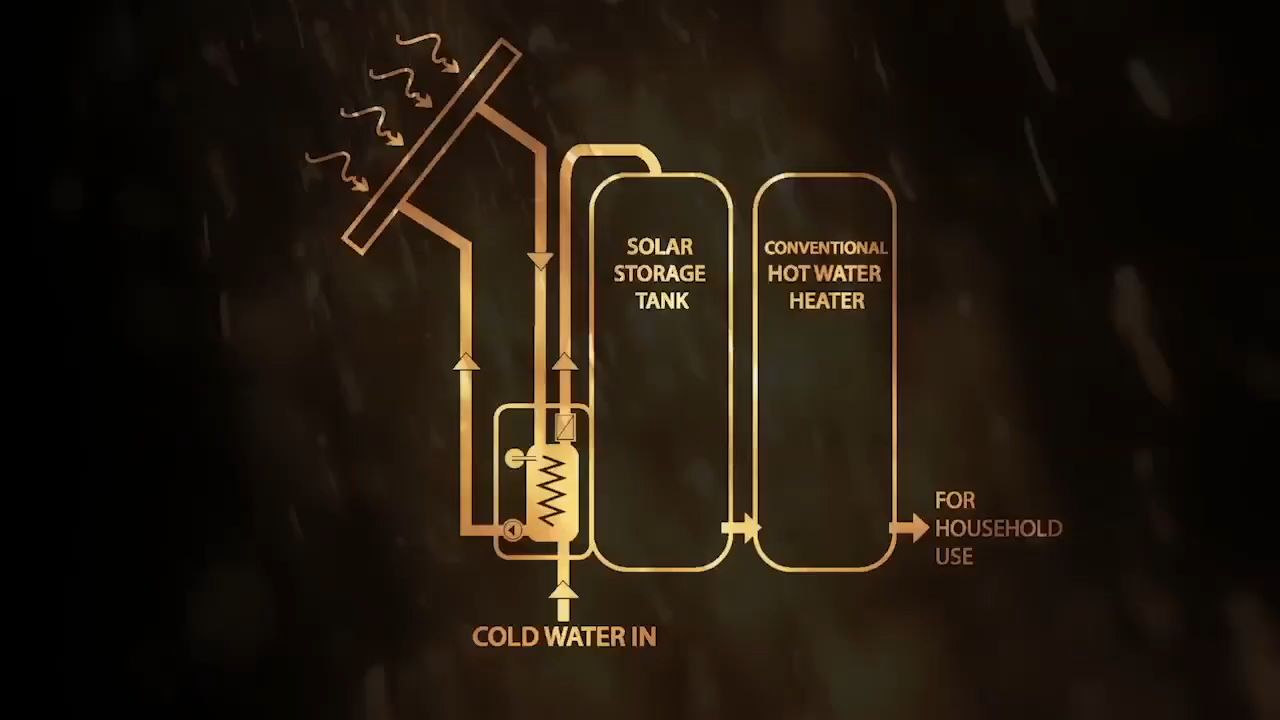 SOLAR
STORAGE
TANK
CONVENTIONAL
HOT WATER
HEATER
FOR
HOUSEHOLD
USE
COLD WATER IN